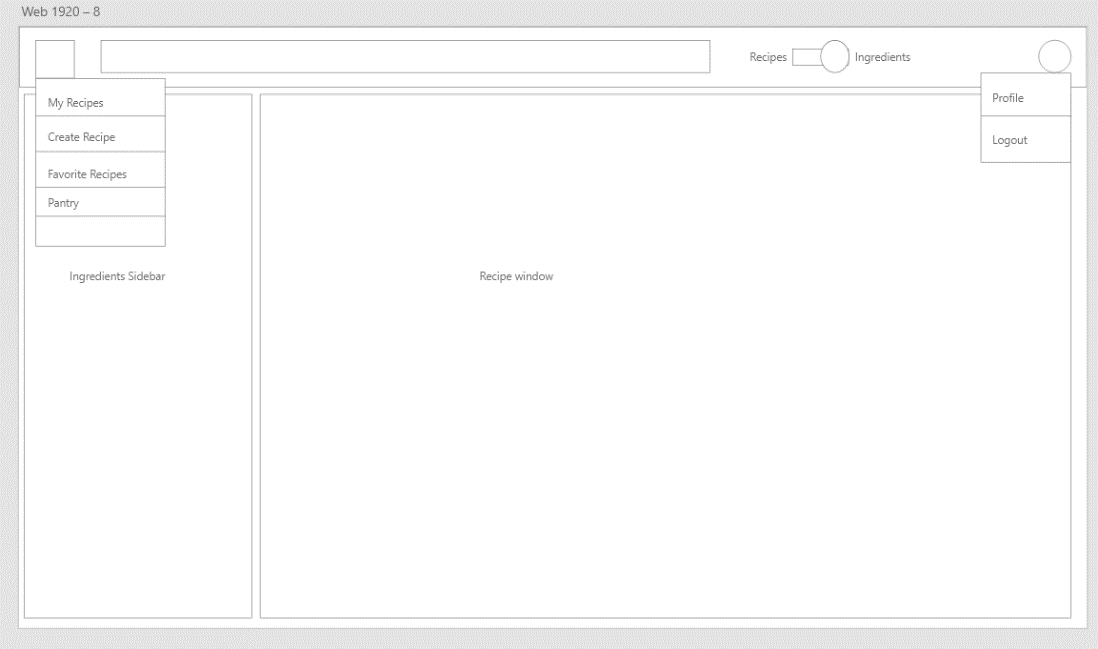 Web 1920 – 8
Recipes
Ingredients
My Recipes
Create Recipe
Favorite Recipes
Pantry
Profile
Logout
Ingredients Sidebar
Recipe window